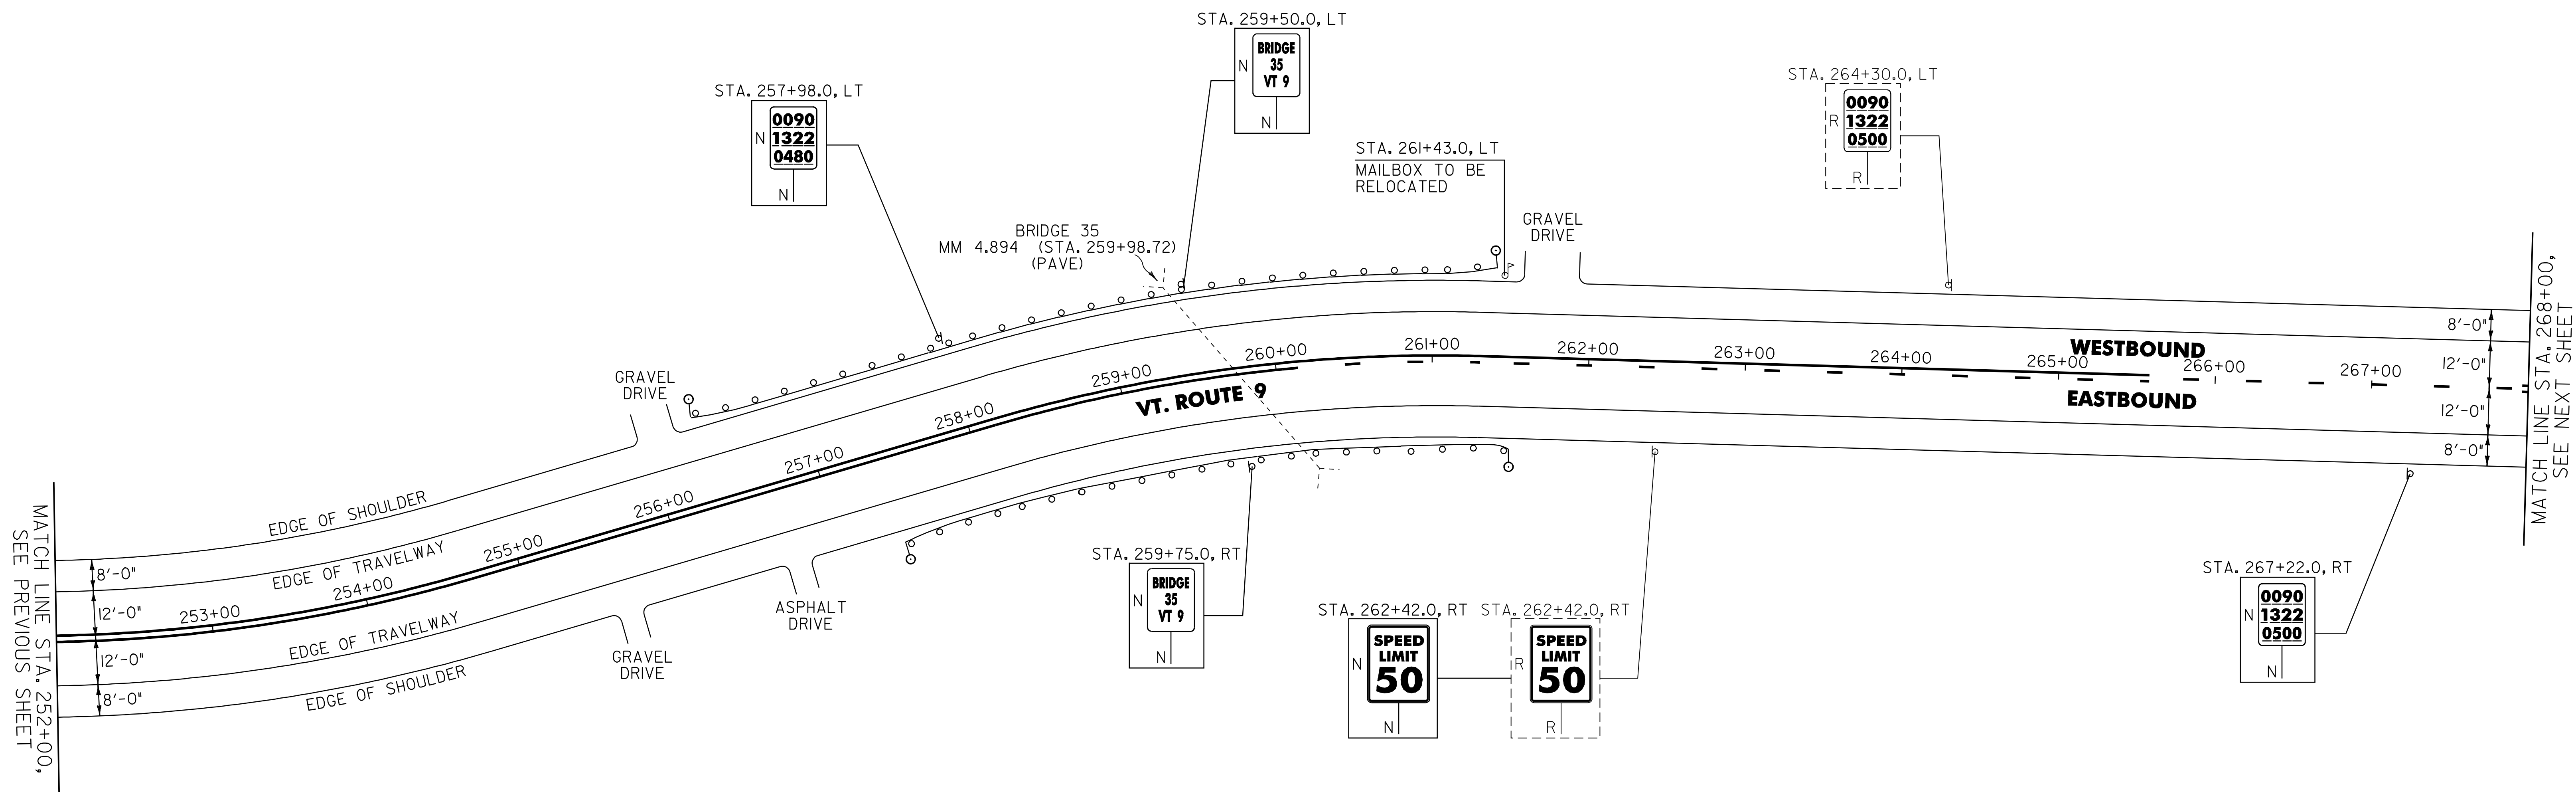 STA. 259+50.0, LT
BRIDGE
35
VT 9
N
N
STA. 257+98.0, LT
0090
1322
0480
N
N
STA. 264+30.0, LT
0090
1322
0500
R
R
STA. 261+43.0, LT
MAILBOX TO BE
RELOCATED
BRIDGE 35
MM 4.894 (STA. 259+98.72)
(PAVE)
GRAVEL
DRIVE
GRAVEL
DRIVE
MATCH LINE STA. 252+00,
SEE PREVIOUS SHEET
8'-0"
12'-0"
12'-0"
8'-0"
EDGE OF SHOULDER
EDGE OF TRAVELWAY
253+00
254+00
255+00
256+00
257+00
258+00
259+00
260+00
261+00
262+00
263+00
264+00
265+00
266+00
267+00
VT. ROUTE 9
WESTBOUND
EASTBOUND
EDGE OF TRAVELWAY
EDGE OF SHOULDER
GRAVEL
DRIVE
ASPHALT
DRIVE
8'-0"
12'-0"
12'-0"
8'-0"
MATCH LINE STA. 268+00,
SEE NEXT SHEET
STA. 259+75.0, RT
BRIDGE
35
VT 9
N
N
STA. 262+42.0, RT
SPEED
LIMIT
50
N
N
STA. 262+42.0, RT
SPEED
LIMIT
50
R
R
STA. 267+22.0, RT
0090
1322
0500
N
N